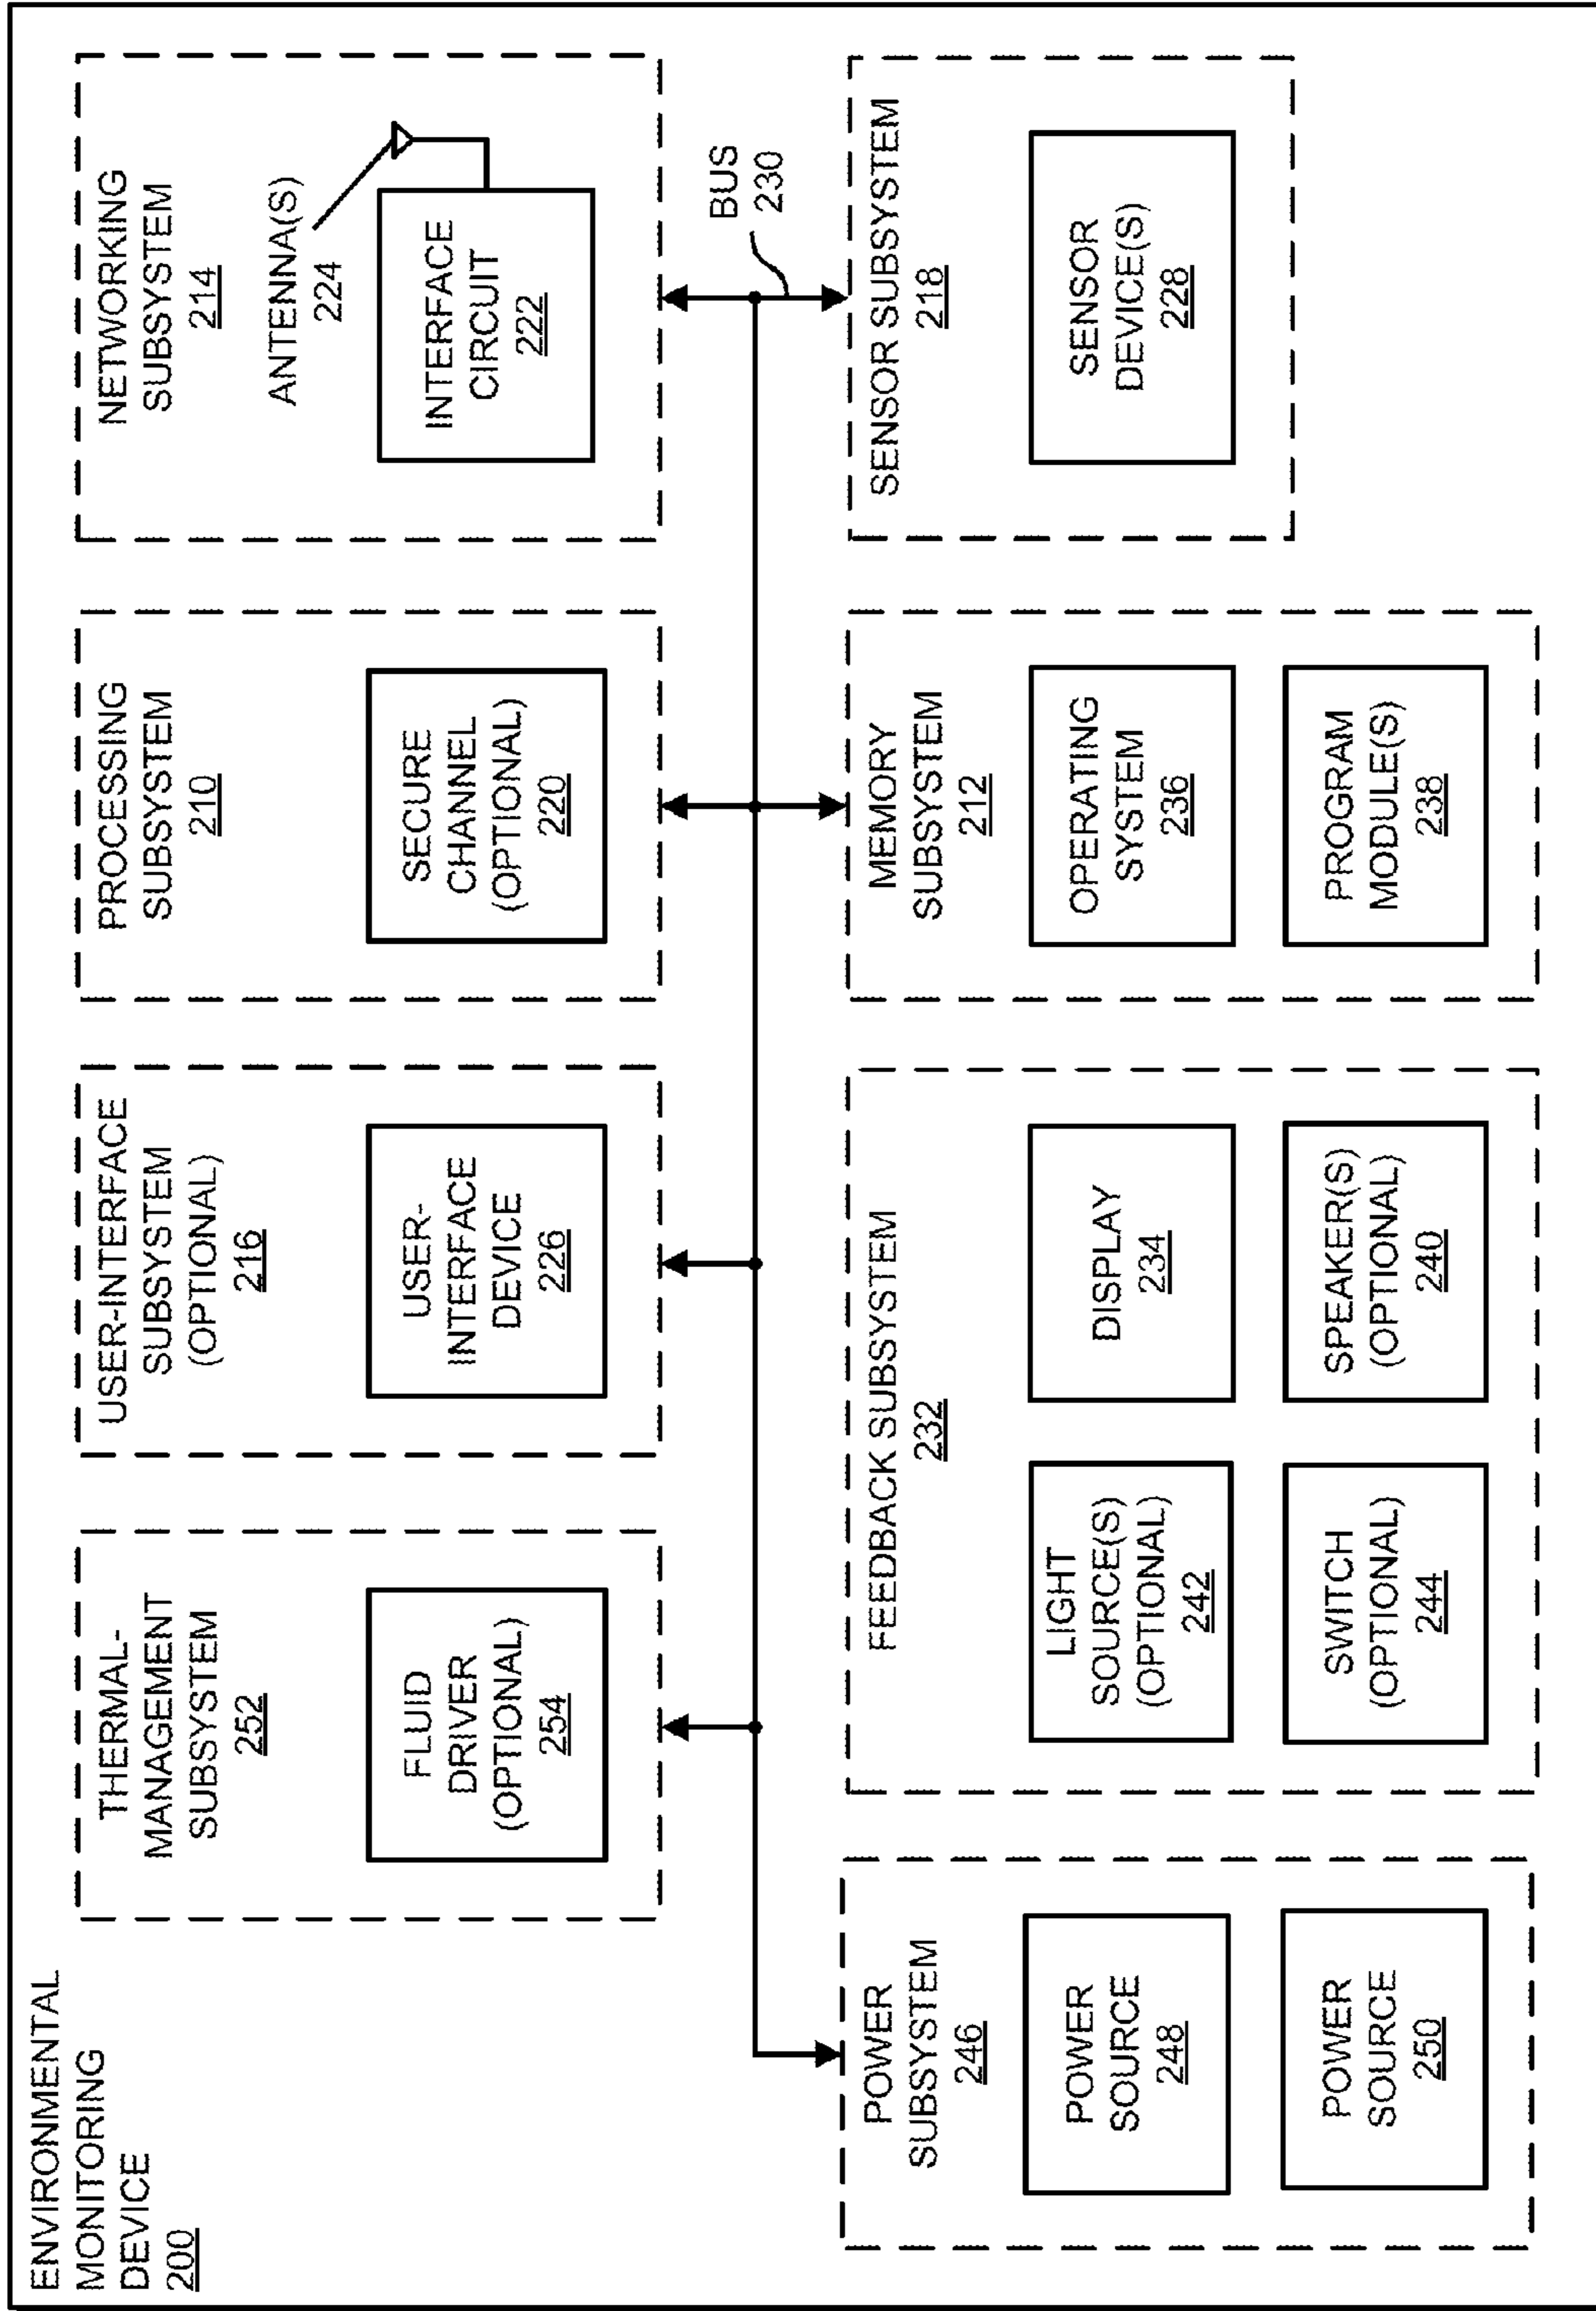 ENVIRONMENTAL
MONITORING
DEVICE
200
THERMAL-
MANAGEMENT
SUBSYSTEM
252
FLUID
DRIVER
(OPTIONAL)
254
USER-INTERFACE
SUBSYSTEM
(OPTIONAL)
216
USER-
INTERFACE
DEVICE
226
PROCESSING
SUBSYSTEM
210
SECURE
CHANNEL
(OPTIONAL)
220
NETWORKING
SUBSYSTEM
214
ANTENNA(S)
224
INTERFACE
CIRCUIT
222
BUS
230
POWER
SUBSYSTEM
246
POWER
SOURCE
248
POWER
SOURCE
250
FEEDBACK SUBSYSTEM
232
LIGHT
SOURCE(S)
(OPTIONAL)
242
DISPLAY
234
SWITCH
(OPTIONAL)
244
SPEAKER(S)
(OPTIONAL)
240
MEMORY
SUBSYSTEM
212
OPERATING
SYSTEM
236
PROGRAM
MODULE(S)
238
SENSOR SUBSYSTEM
218
SENSOR
DEVICE(S)
228